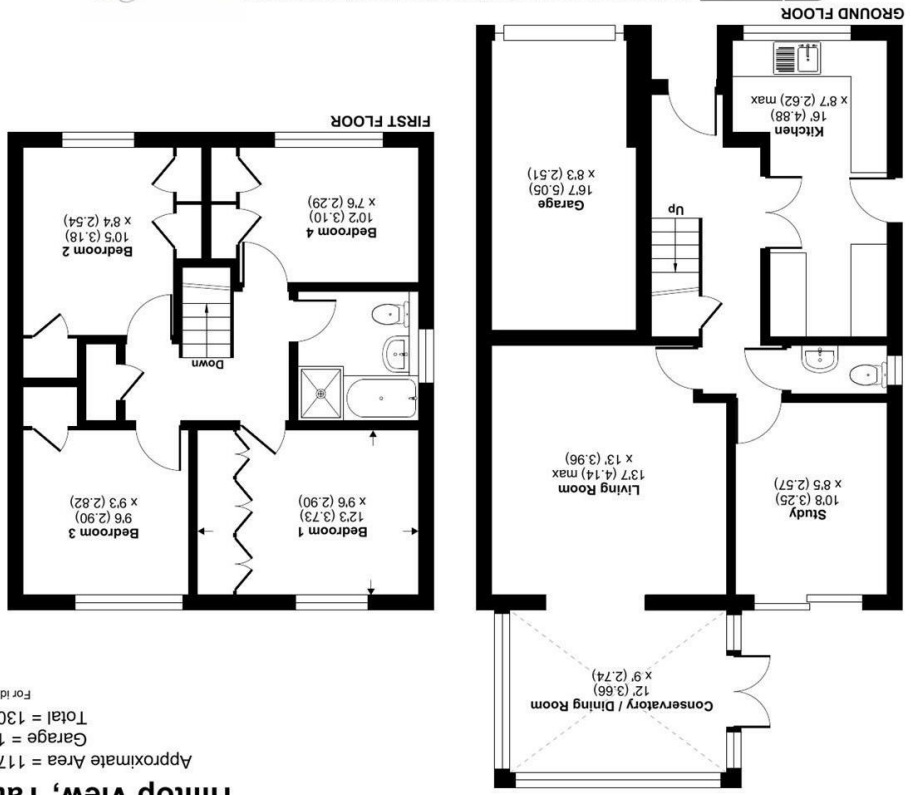 Hilltop View,
Approximate Area = 117
Garage = 1
Total = 130
For id
Conservatory / Dining Room
12' (3.66)
x 9' (2.74)
Study
10'8 (3.25)
x 8'5 (2.57)
Living Room
13'7 (4.14) max
x 13' (3.96)
Up
Kitchen
16' (4.88)
x 8'7 (2.62) max
Garage
16'7 (5.05)
x 8'3 (2.51)
GROUND FLOOR
Bedroom 1
12'3 (3.73)
x 9'6 (2.90)
Bedroom 3
9'6 (2.90)
x 9'3 (2.82)
Down
Bedroom 4
10'2 (3.10)
x 7'6 (2.29)
Bedroom 2
10'5 (3.18)
x 8'4 (2.54)
FIRST FLOOR